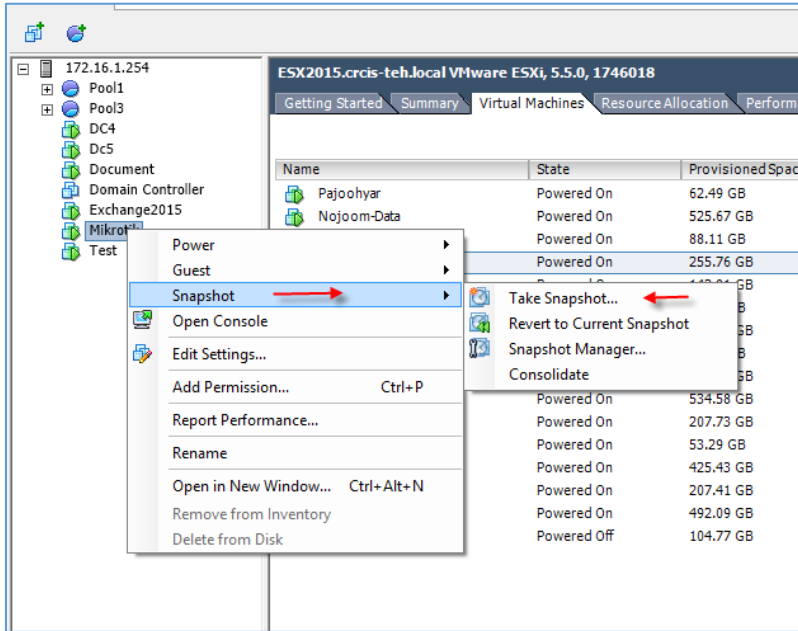 172.16.1.254
Pool1
Pool3
DC4
Dc5
Document
Domain Controller
Exchange2015
Mikrotik
Test
ESX2015.crcis-teh.local VMware ESXi, 5.5.0, 1746018
Getting Started Summary Virtual Machines Resource Allocation Perform
Name State Provisioned Spac
Pajoohyar Powered On 62.49 GB
Nojoom-Data Powered On 525.67 GB
Powered On 88.11 GB
Powered On 255.76 GB
GB
B
GB
B
GB
Powered On 534.58 GB
Powered On 207.73 GB
Powered On 53.29 GB
Powered On 425.43 GB
Powered On 207.41 GB
Powered On 492.09 GB
Powered Off 104.77 GB
Power
Guest
Snapshot
Open Console
Edit Settings...
Add Permission... Ctrl+P
Report Performance...
Rename
Open in New Window... Ctrl+Alt+N
Remove from Inventory
Delete from Disk
Take Snapshot...
Revert to Current Snapshot
Snapshot Manager...
Consolidate